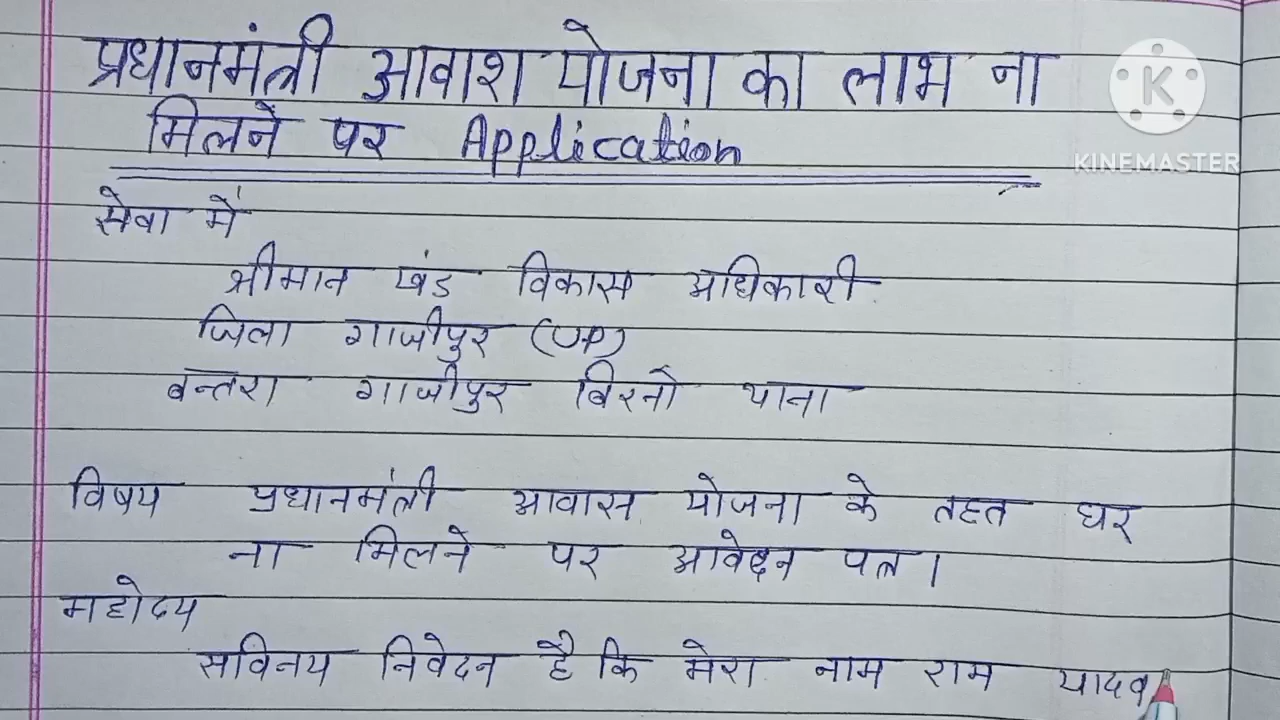 प्रधानमंत्री आवाश योजना का लाभ ना
मिलने पर Application
KINEMASTER
सेवा में
श्रीमान खंड विकास अधिकारी
जिला गाजीपुर (UP)
बन्तरा गाजीपुर बिरनो थाना
विषय प्रधानमंत्री आवास योजना के तहत घर
ना मिलने पर आवेदन पत्र।
महोदय
सविनय निवेदन है कि मेरा नाम राम यादव